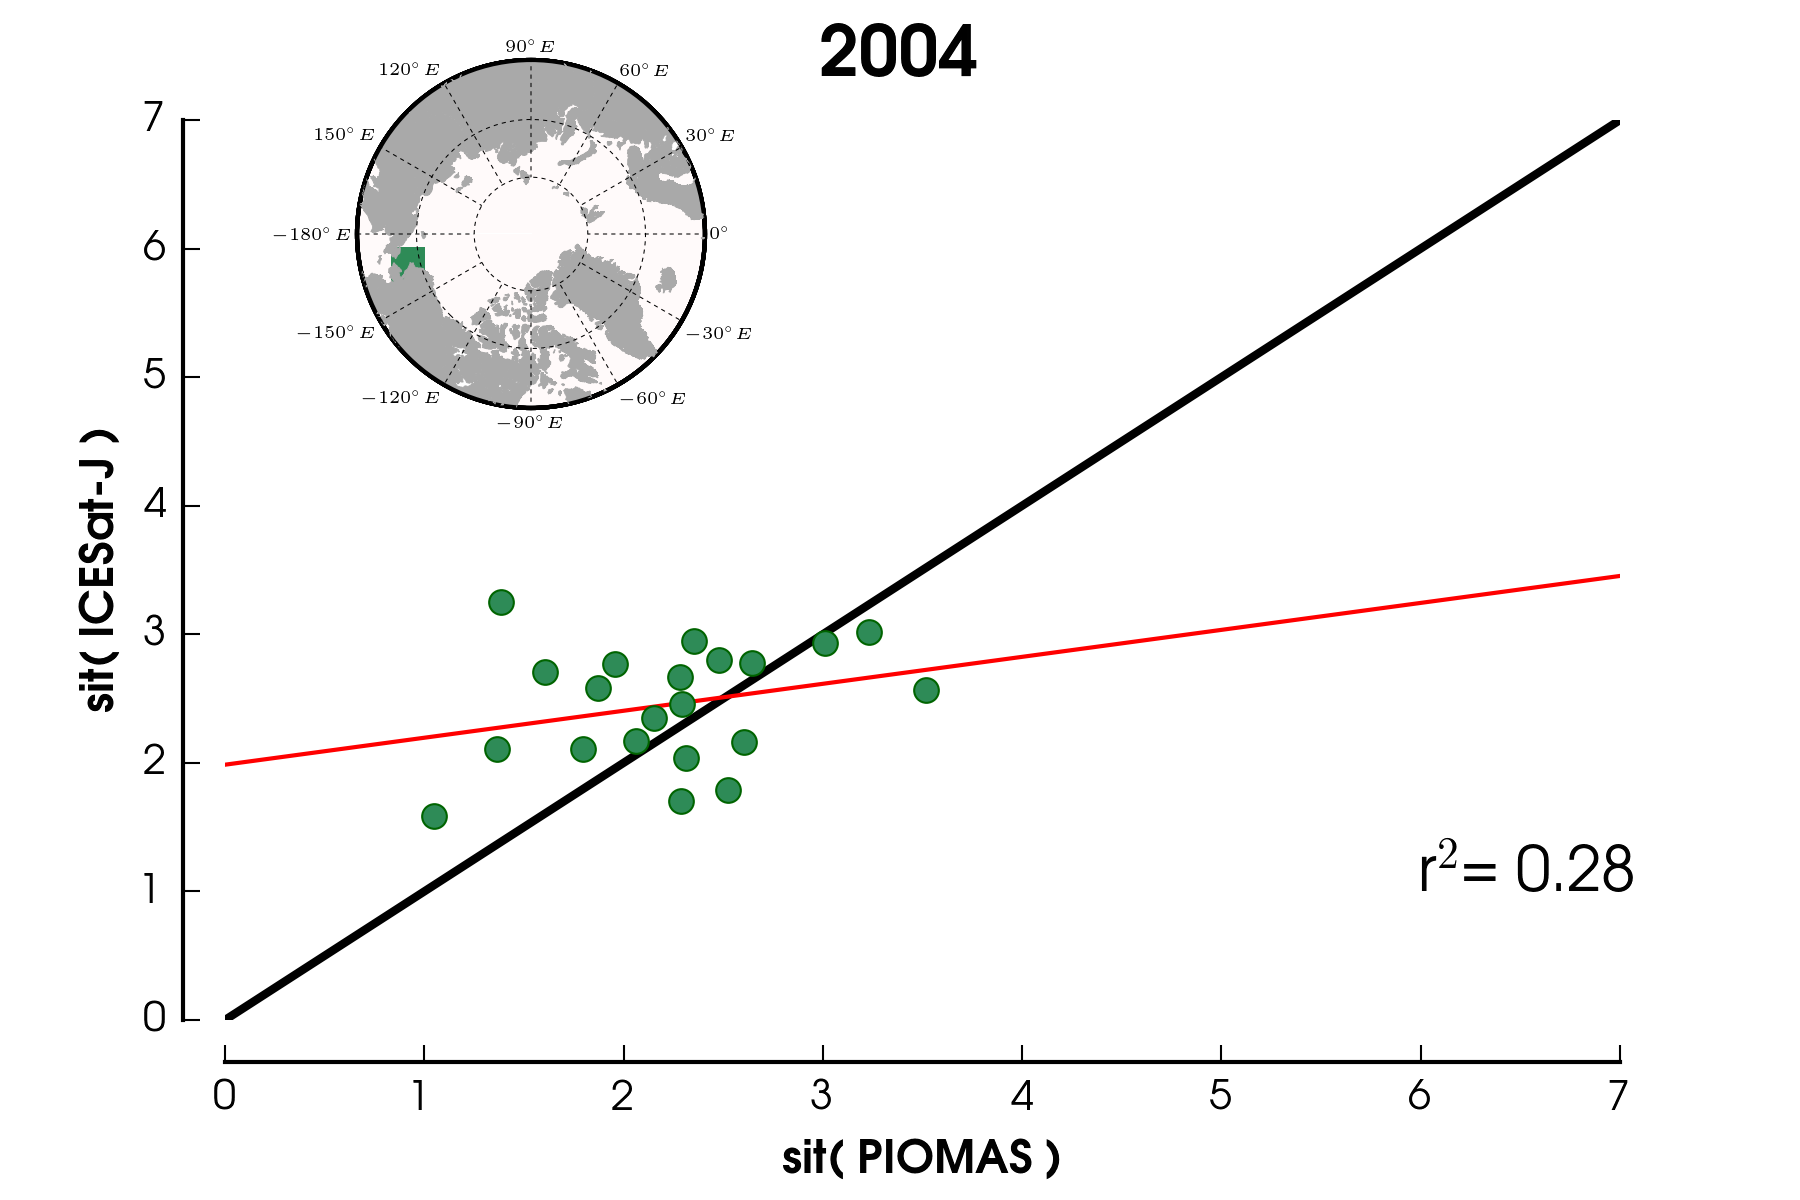 2004
90° E
120° E
60° E
150° E
30° E
−180° E
0°
−150° E
−30° E
−120° E
−60° E
−90° E
7
6
5
4
3
2
1
0
sit( ICESat-J )
r²= 0.28
0 1 2 3 4 5 6 7
sit( PIOMAS )